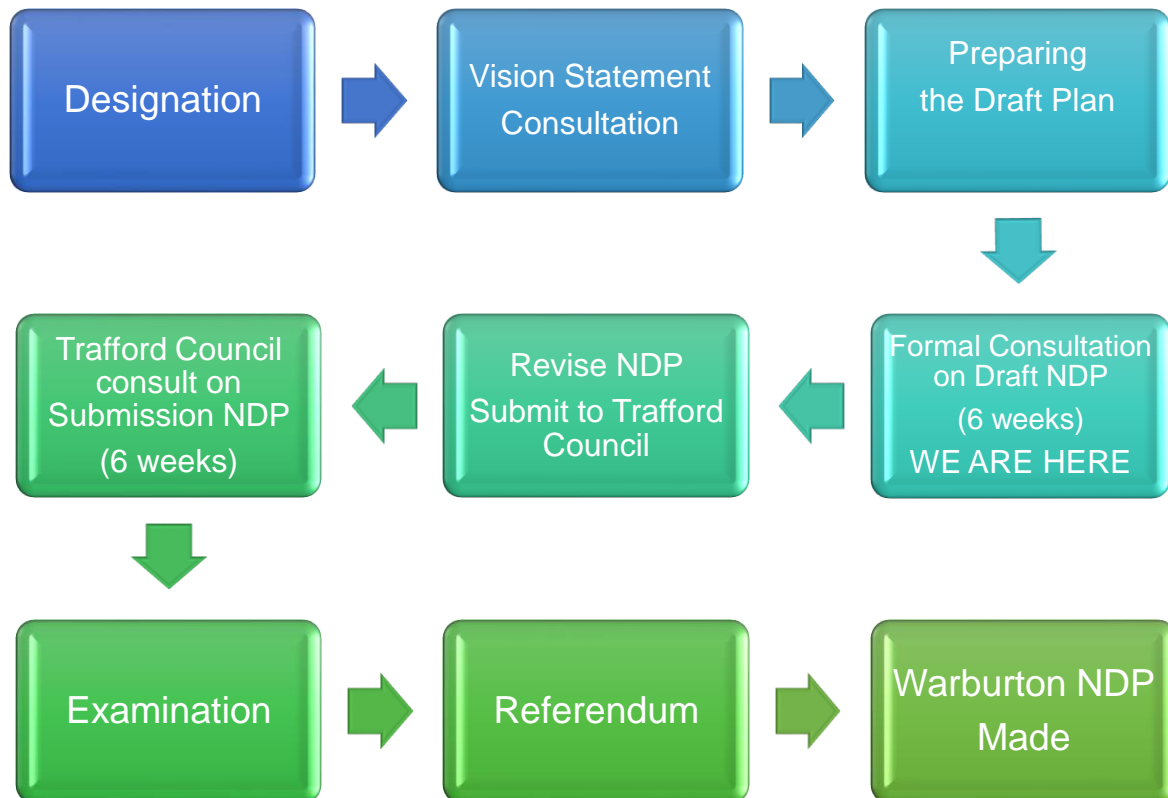 Designation
Vision Statement
Consultation
Preparing
the Draft Plan
Formal Consultation
on Draft NDP
(6 weeks)
WE ARE HERE
Revise NDP
Submit to Trafford
Council
Trafford Council
consult on
Submission NDP
(6 weeks)
Examination
Referendum
Warburton NDP
Made